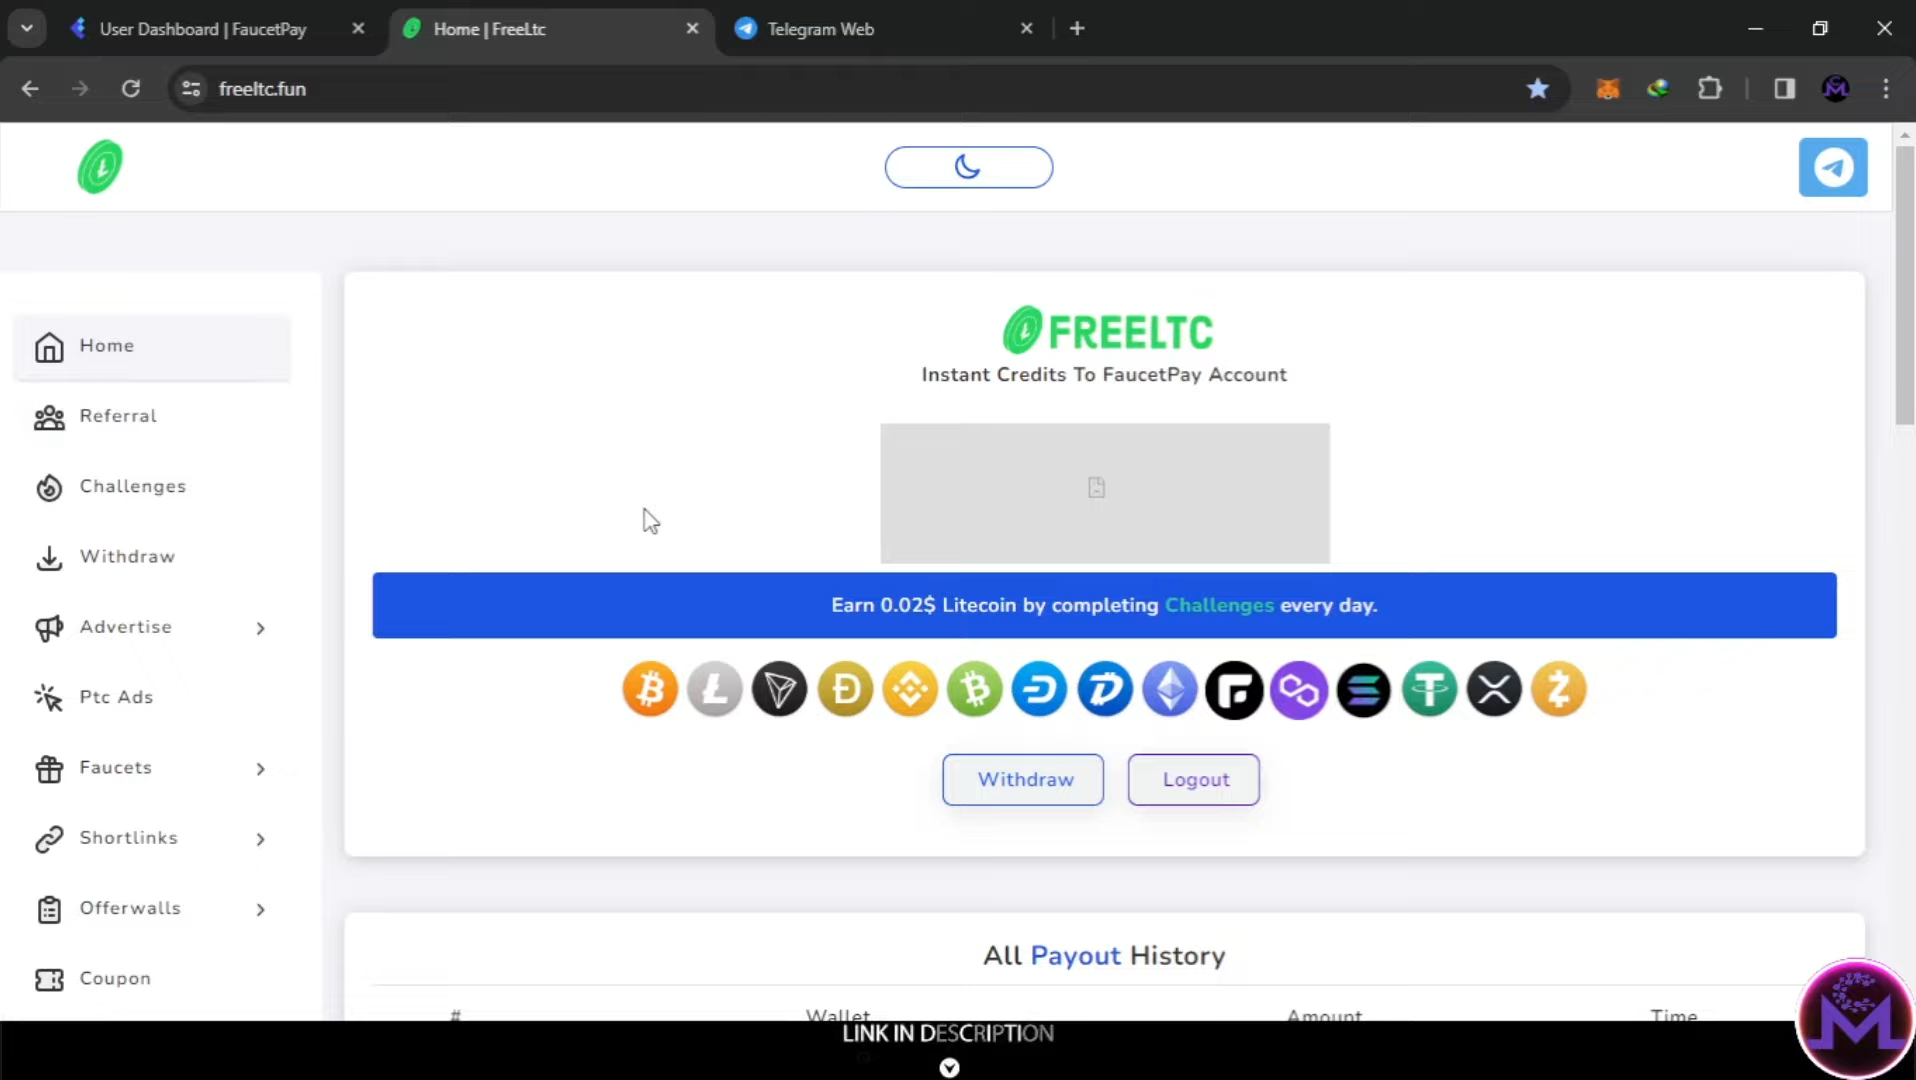 User Dashboard | FaucetPay
Home | FreeLtc
Telegram Web
freeltc.fun
Home
Referral
Challenges
Withdraw
Advertise
Ptc Ads
Faucets
Shortlinks
Offerwalls
Coupon
FREELTC
Instant Credits To FaucetPay Account
Earn 0.02$ Litecoin by completing Challenges every day.
Withdraw
Logout
All Payout History
# Wallet Amount Time
LINK IN DESCRIPTION